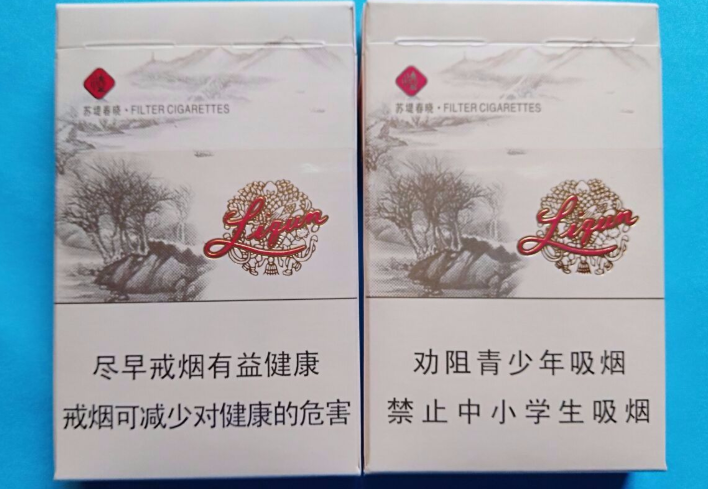 苏堤春晓·FILTER CIGARETTES
Liqun
尽早戒烟有益健康
戒烟可减少对健康的危害
苏堤春晓·FILTER CIGARETTES
Liqun
劝阻青少年吸烟
禁止中小学生吸烟